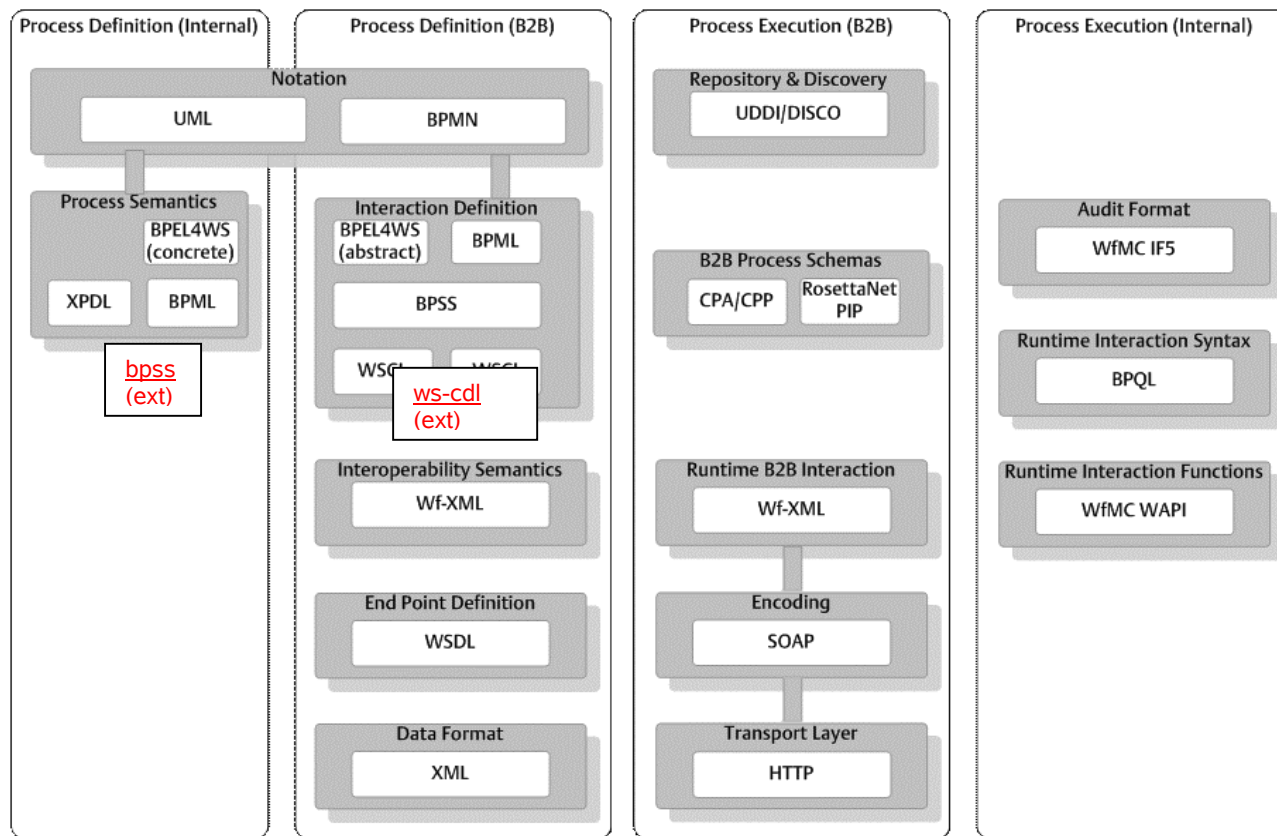 Process Definition (Internal)
Process Definition (B2B)
Process Execution (B2B)
Process Execution (Internal)
Notation
UML
BPMN
Process Semantics
BPEL4WS
(concrete)
XPDL
BPML
bpss
(ext)
Interaction Definition
BPEL4WS
(abstract)
BPML
BPSS
ws-cdl
(ext)
Interoperability Semantics
Wf-XML
End Point Definition
WSDL
Data Format
XML
Repository & Discovery
UDDI/DISCO
B2B Process Schemas
CPA/CPP
RosettaNet
PIP
Runtime B2B Interaction
Wf-XML
Encoding
SOAP
Transport Layer
HTTP
Audit Format
WfMC IF5
Runtime Interaction Syntax
BPQL
Runtime Interaction Functions
WfMC WAPI